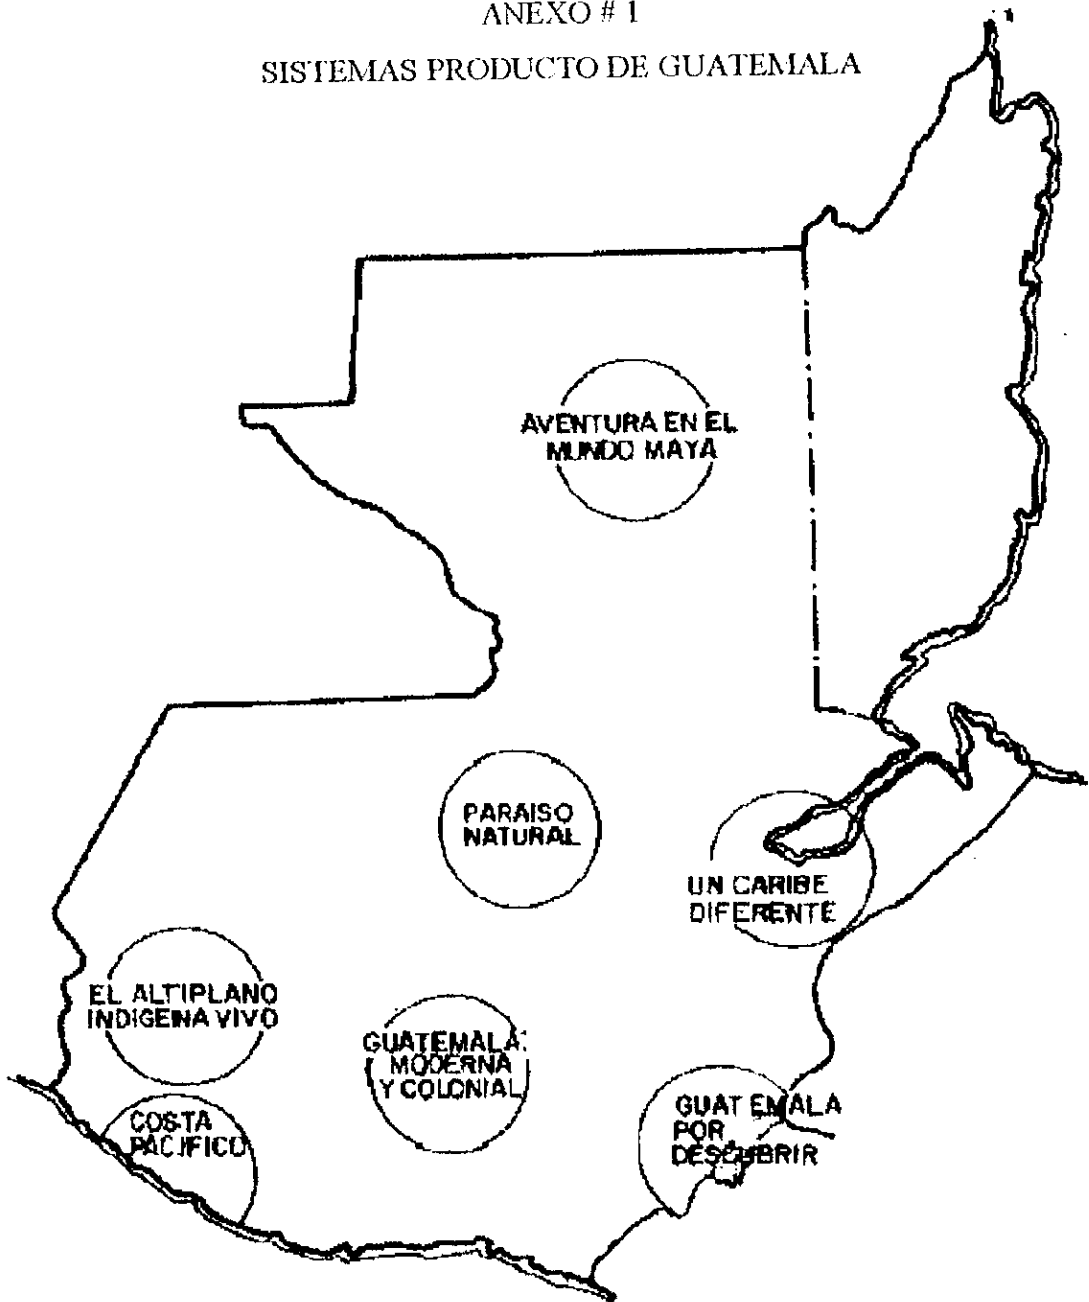 ANEXO # 1
SISTEMAS PRODUCTO DE GUATEMALA
AVENTURA EN EL
MUNDO MAYA
PARAISO
NATURAL
UN CARIBE
DIFERENTE
EL ALTIPLANO
INDIGENA VIVO
GUATEMALA:
MODERNA
Y COLONIAL
COSTA
PACIFICO
GUATEMALA
POR
DESCUBRIR